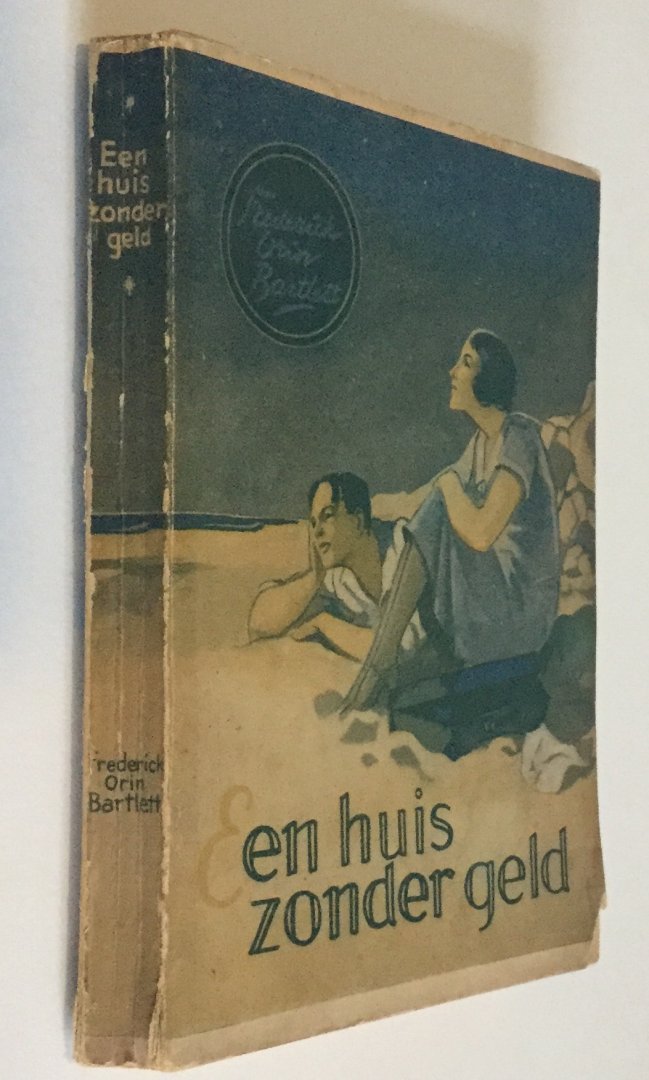 Een
huis
zonder
geld
Frederick
Orin
Bartlett
Frederick
Orin
Bartlett
Een huis
zonder geld